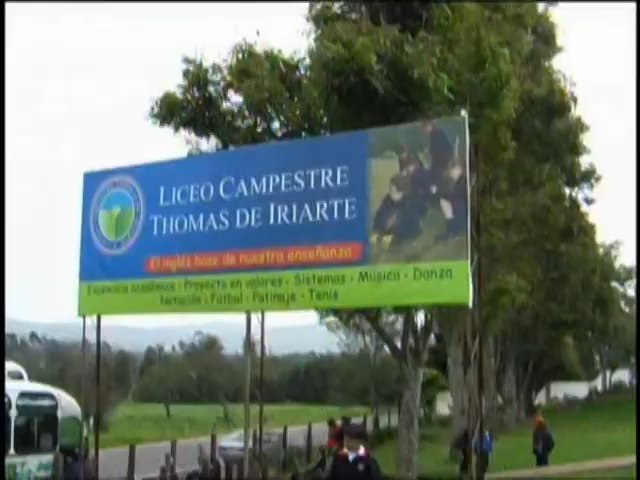 LICEO CAMPESTRE
THOMAS DE IRIARTE
El inglés base de nuestra enseñanza
Excelencia académica · Proyecto en valores · Sistemas · Música · Danza
Natación · Fútbol · Patinaje · Tenis